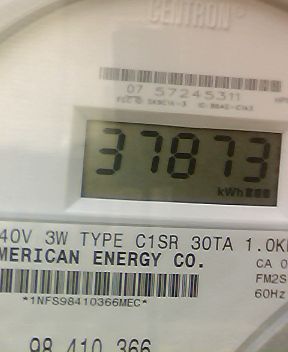 CENTRON
07 57245311
37873
kWh
40V 3W TYPE C1SR 30TA 1.0K
MERICAN ENERGY CO.
CA 0
FM2S
60Hz
*1NFS98410366MEC*
98 410 366